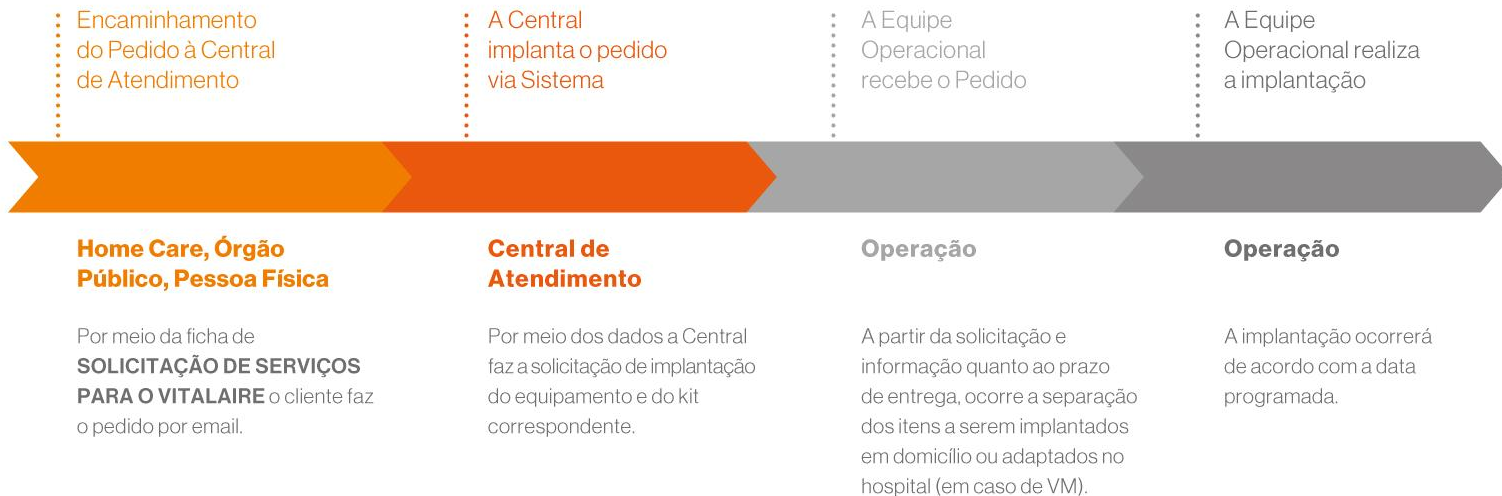 Encaminhamento
do Pedido à Central
de Atendimento
A Central
implanta o pedido
via Sistema
A Equipe
Operacional
recebe o Pedido
A Equipe
Operacional realiza
a implantação
Home Care, Órgão
Público, Pessoa Física
Central de
Atendimento
Operação
Operação
Por meio da ficha de
SOLICITAÇÃO DE SERVIÇOS
PARA O VITALAIRE o cliente faz
o pedido por email.
Por meio dos dados a Central
faz a solicitação de implantação
do equipamento e do kit
correspondente.
A partir da solicitação e
informação quanto ao prazo
de entrega, ocorre a separação
dos itens a serem implantados
em domicílio ou adaptados no
hospital (em caso de VM).
A implantação ocorrerá
de acordo com a data
programada.